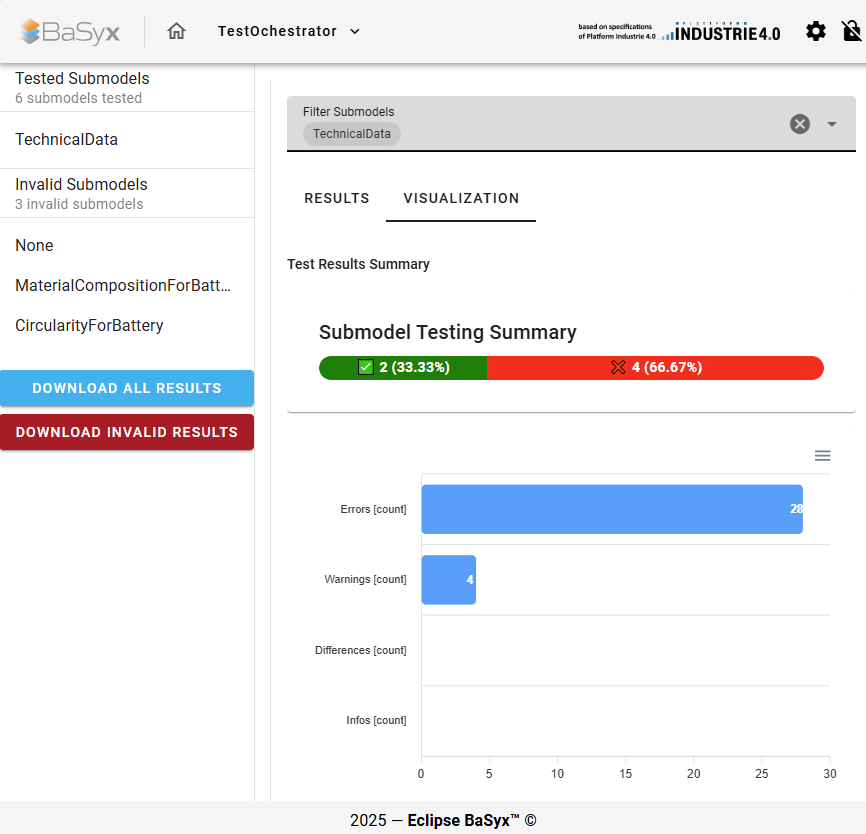 BaSyx
TestOchestrator
based on specifications
of Platform Industrie 4.0
PLATTFORM
INDUSTRIE4.0
Tested Submodels
6 submodels tested
TechnicalData
Invalid Submodels
3 invalid submodels
None
MaterialCompositionForBatt...
CircularityForBattery
DOWNLOAD ALL RESULTS
DOWNLOAD INVALID RESULTS
Filter Submodels
TechnicalData
RESULTS
VISUALIZATION
Test Results Summary
Submodel Testing Summary
2 (33.33%)
4 (66.67%)
Errors [count]
28
Warnings [count]
4
Differences [count]
Infos [count]
0 5 10 15 20 25 30
2025 — Eclipse BaSyx™ ©